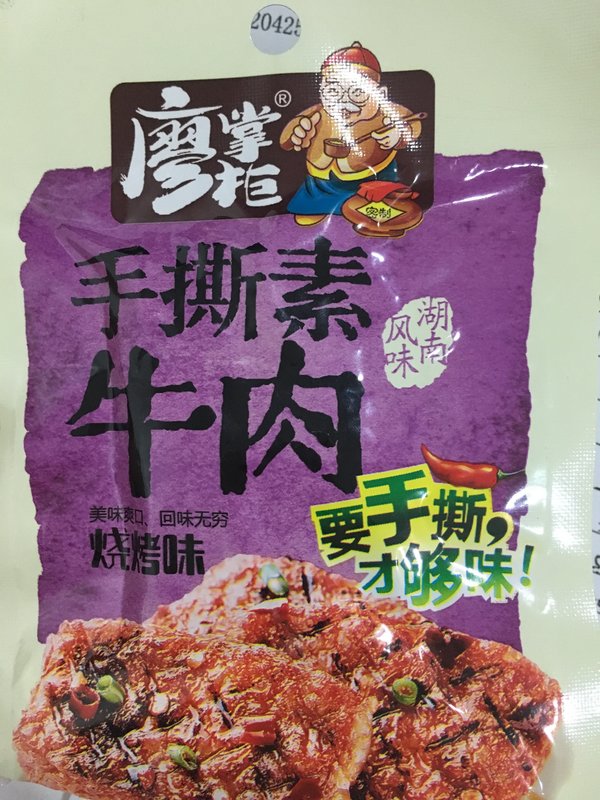 20425
廖掌柜®
密制
手撕素
牛肉
湖南
风味
美味爽口、回味无穷
烧烤味
要手撕,
才够味!